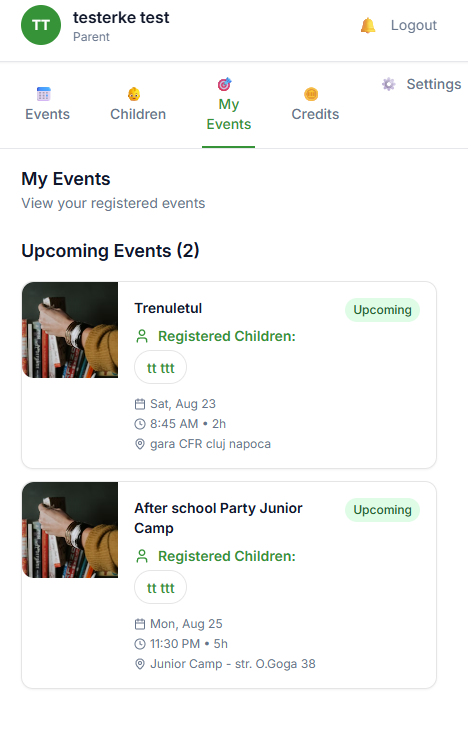 TT
testerke test
Parent
Logout
Events
Children
My
Events
Credits
Settings
My Events
View your registered events
Upcoming Events (2)
Trenuletul
Upcoming
Registered Children:
tt ttt
Sat, Aug 23
8:45 AM • 2h
gara CFR cluj napoca
After school Party Junior
Camp
Upcoming
Registered Children:
tt ttt
Mon, Aug 25
11:30 PM • 5h
Junior Camp - str. O.Goga 38